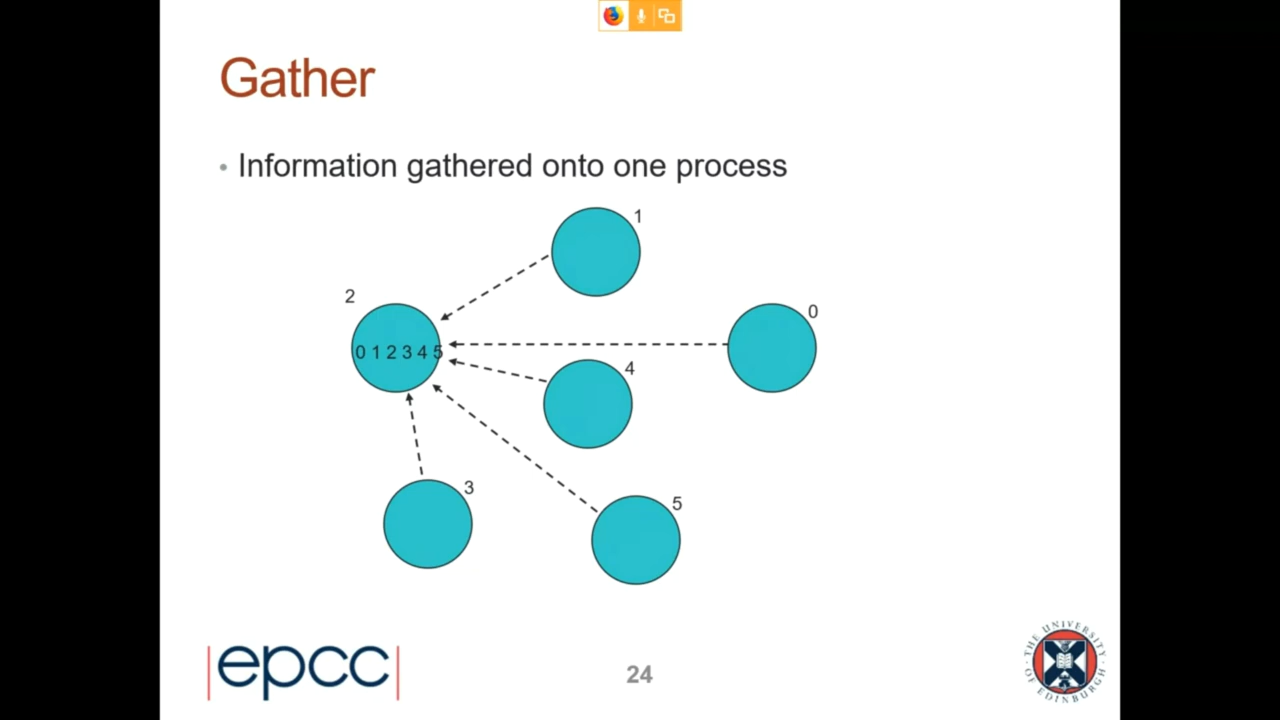 Gather
• Information gathered onto one process
1
2
0
0 1 2 3 4 5
4
3
5
epcc
24
THE UNIVERSITY OF EDINBURGH